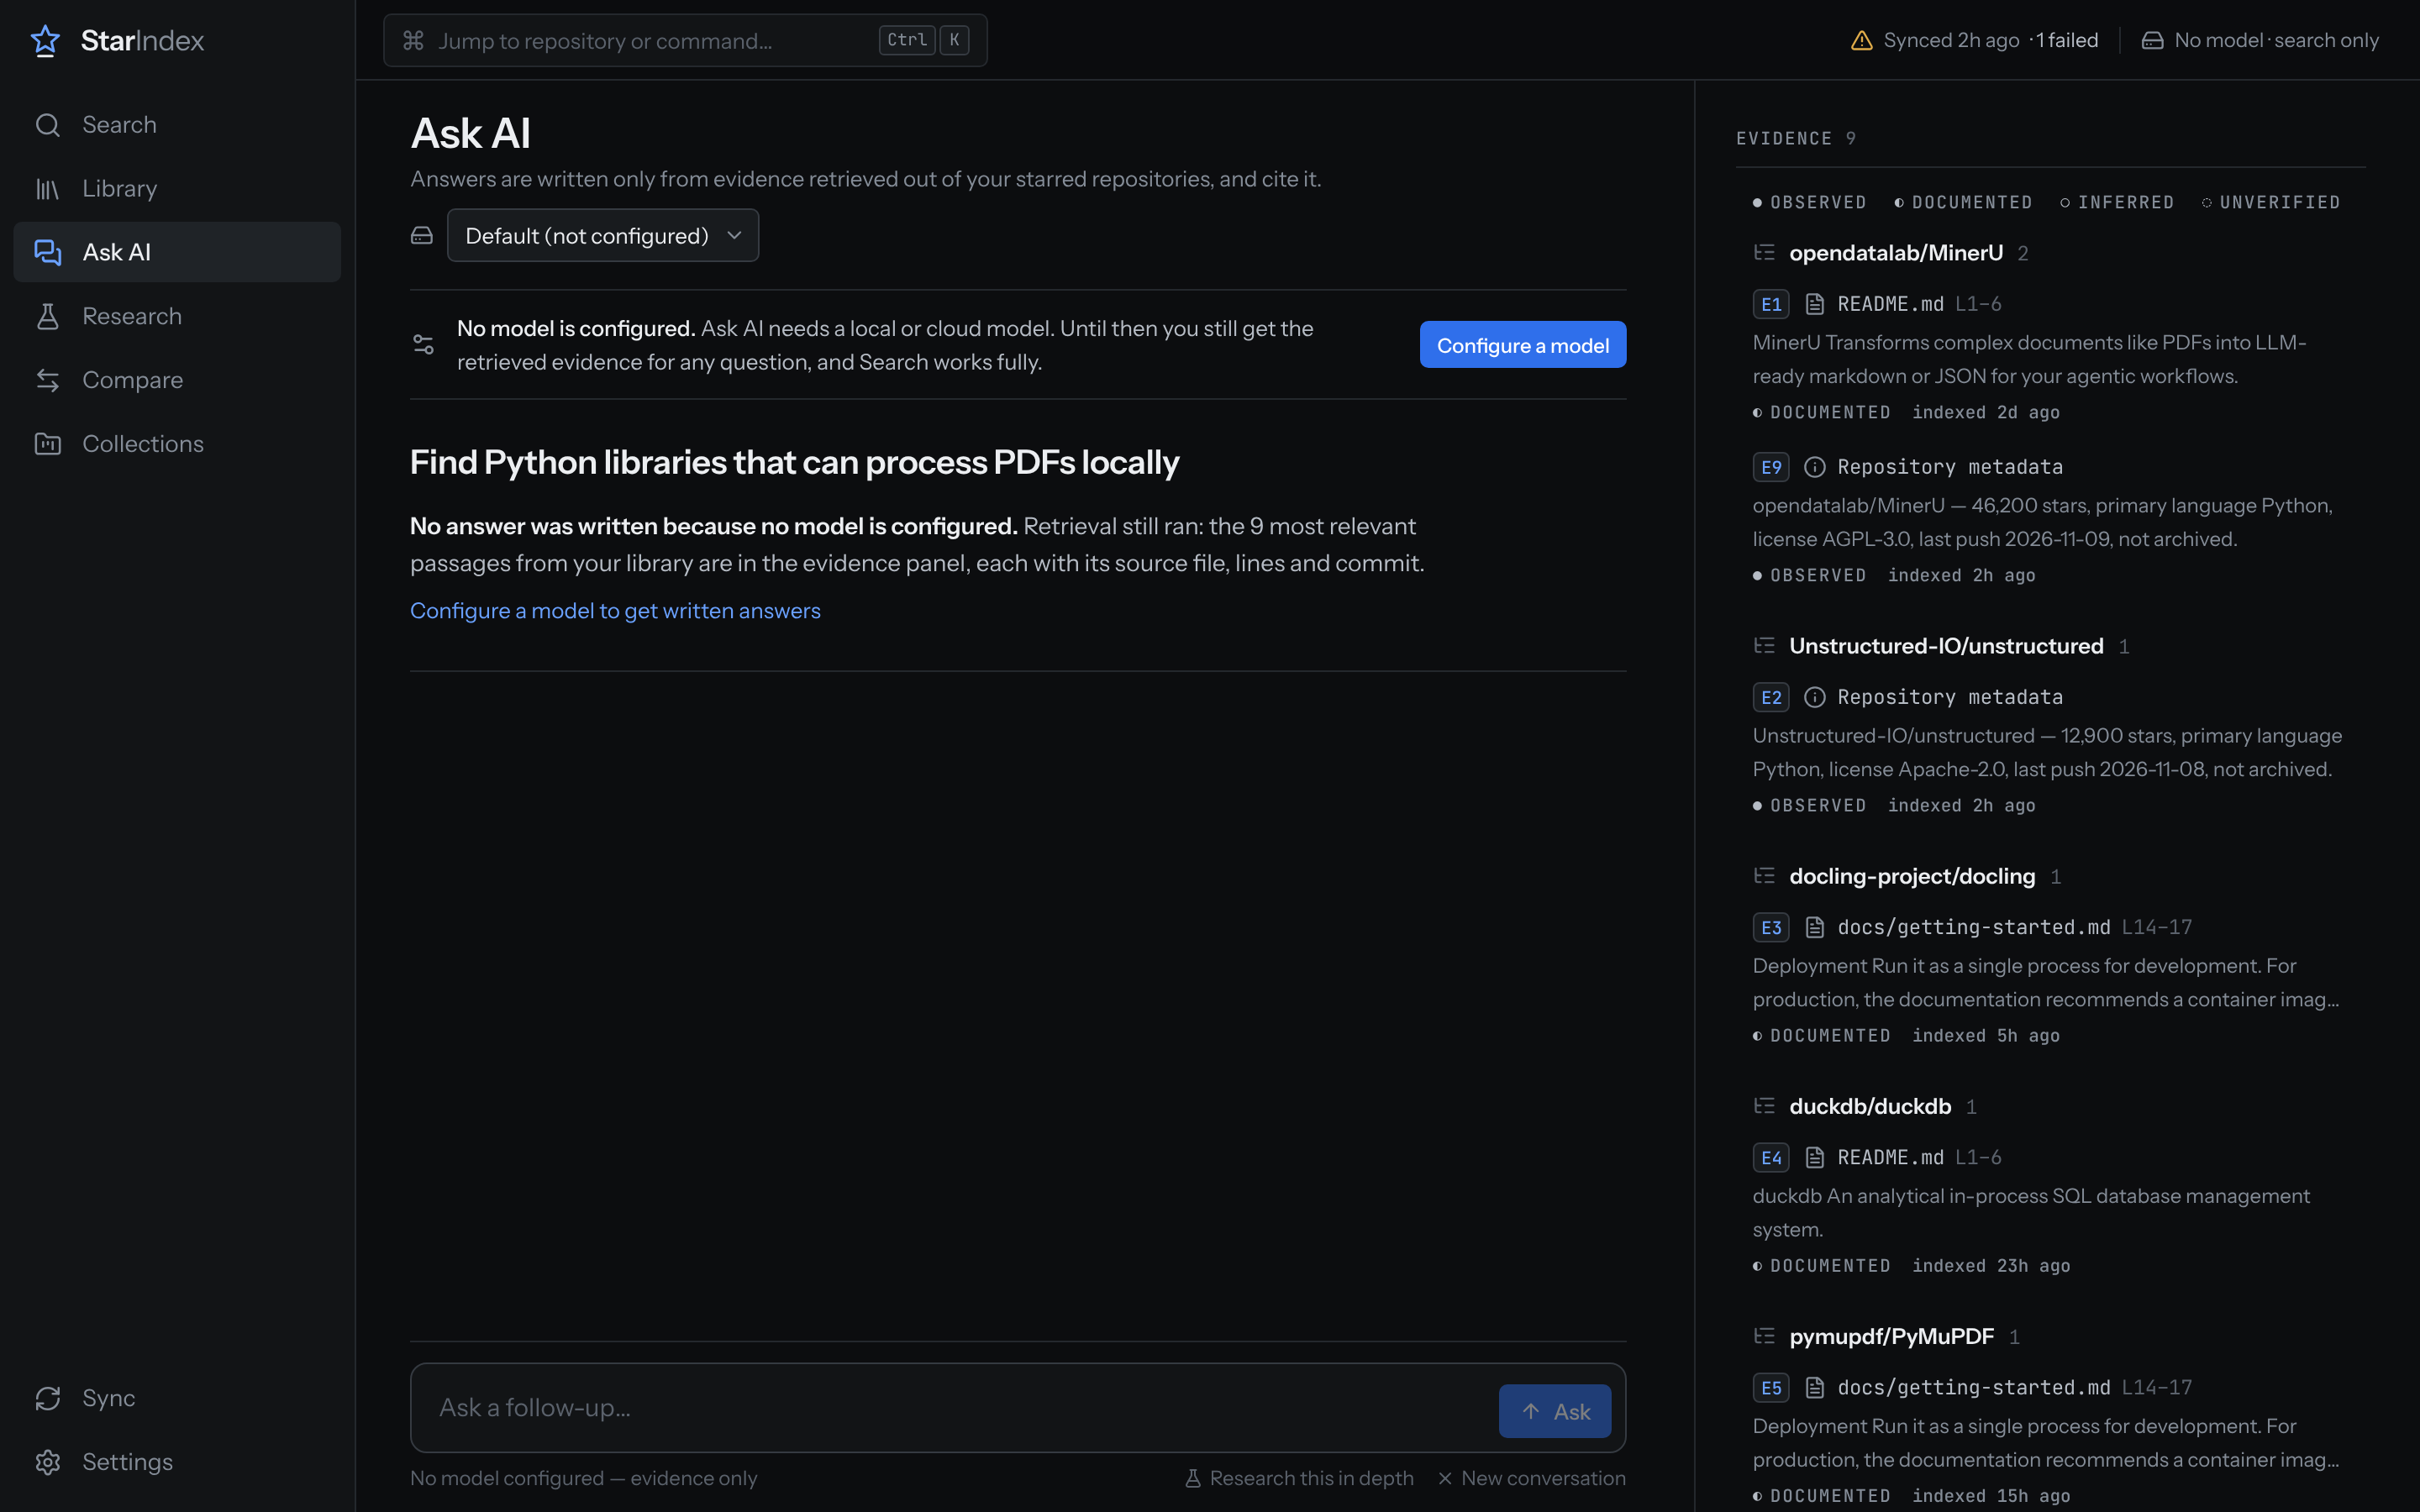 StarIndex
Search
Library
Ask AI
Research
Compare
Collections
Sync
Settings
⌘ Jump to repository or command... Ctrl K
Synced 2h ago · 1 failed
No model · search only
Ask AI
Answers are written only from evidence retrieved out of your starred repositories, and cite it.
Default (not configured)
No model is configured. Ask AI needs a local or cloud model. Until then you still get the
retrieved evidence for any question, and Search works fully.
Configure a model
Find Python libraries that can process PDFs locally
No answer was written because no model is configured. Retrieval still ran: the 9 most relevant
passages from your library are in the evidence panel, each with its source file, lines and commit.
Configure a model to get written answers
Ask a follow-up...
Ask
No model configured — evidence only
Research this in depth
New conversation
EVIDENCE 9
OBSERVED DOCUMENTED INFERRED UNVERIFIED
opendatalab/MinerU 2
E1 README.md L1–6
MinerU Transforms complex documents like PDFs into LLM-
ready markdown or JSON for your agentic workflows.
DOCUMENTED indexed 2d ago
E9 Repository metadata
opendatalab/MinerU — 46,200 stars, primary language Python,
license AGPL-3.0, last push 2026-11-09, not archived.
OBSERVED indexed 2h ago
Unstructured-IO/unstructured 1
E2 Repository metadata
Unstructured-IO/unstructured — 12,900 stars, primary language
Python, license Apache-2.0, last push 2026-11-08, not archived.
OBSERVED indexed 2h ago
docling-project/docling 1
E3 docs/getting-started.md L14–17
Deployment Run it as a single process for development. For
production, the documentation recommends a container imag...
DOCUMENTED indexed 5h ago
duckdb/duckdb 1
E4 README.md L1–6
duckdb An analytical in-process SQL database management
system.
DOCUMENTED indexed 23h ago
pymupdf/PyMuPDF 1
E5 docs/getting-started.md L14–17
Deployment Run it as a single process for development. For
production, the documentation recommends a container imag...
DOCUMENTED indexed 15h ago